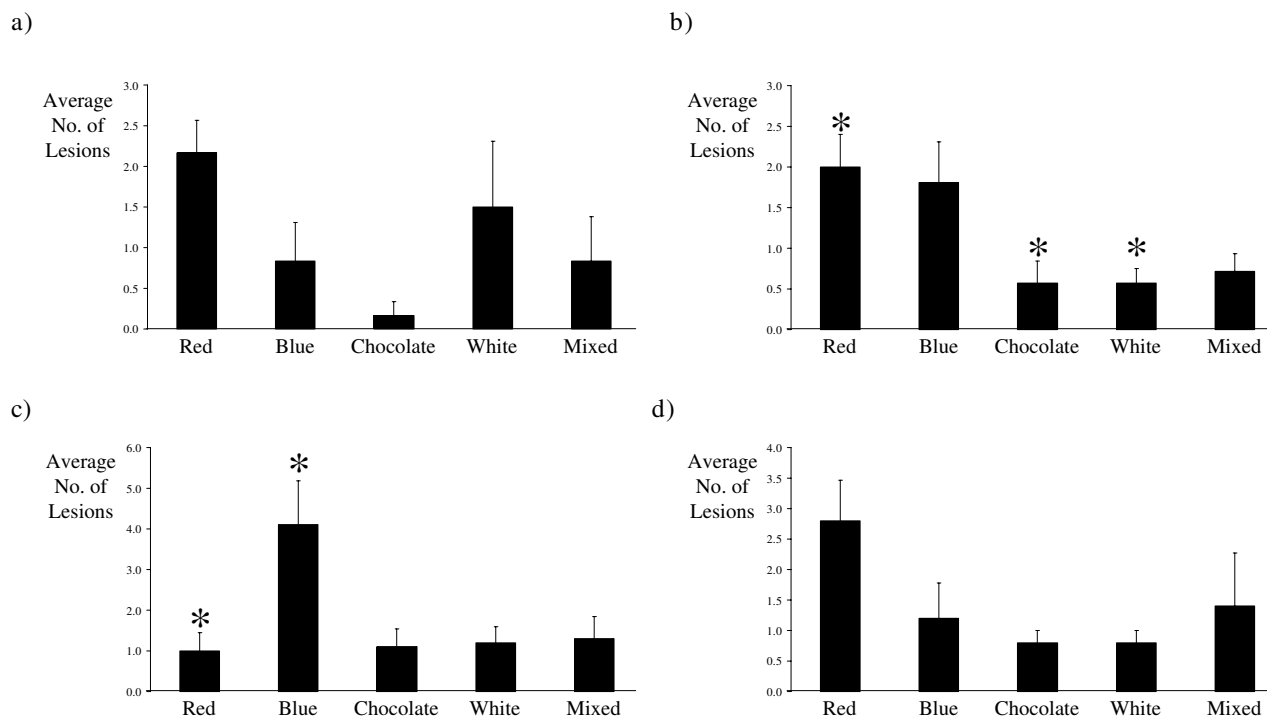 a)
Average
No. of
Lesions
3.0
2.5
2.0
1.5
1.0
0.5
0.0
Red Blue Chocolate White Mixed
b)
Average
No. of
Lesions
3.0
2.5
2.0
1.5
1.0
0.5
0.0
*
*
*
Red Blue Chocolate White Mixed
c)
Average
No. of
Lesions
6.0
5.0
4.0
3.0
2.0
1.0
0.0
*
*
Red Blue Chocolate White Mixed
d)
Average
No. of
Lesions
4.0
3.5
3.0
2.5
2.0
1.5
1.0
0.5
0.0
Red Blue Chocolate White Mixed